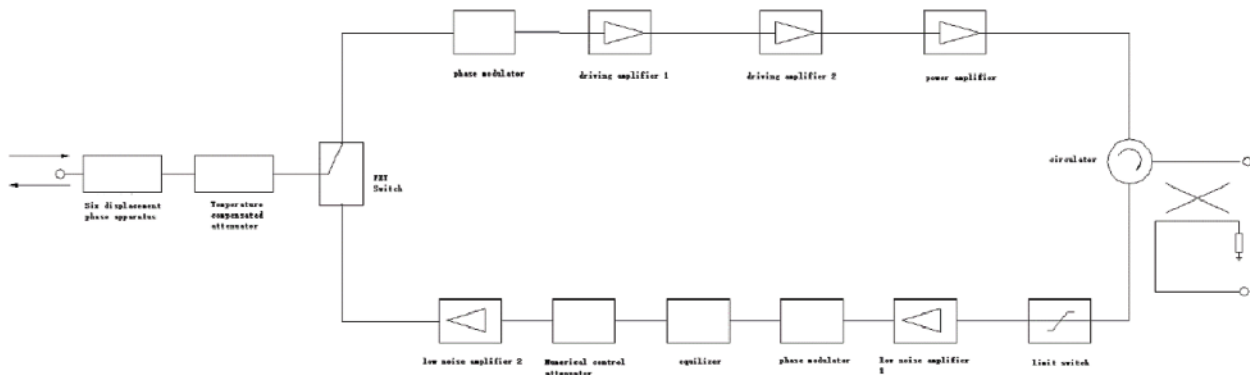 phase modulator
driving amplifier 1
driving amplifier 2
power amplifier
circulator
FET
Switch
Six displacement
phase apparatus
Temperature
compensated
attenuator
low noise amplifier 2
Numerical control
attenuator
equilizer
phase modulator
low noise amplifier
1
limit switch